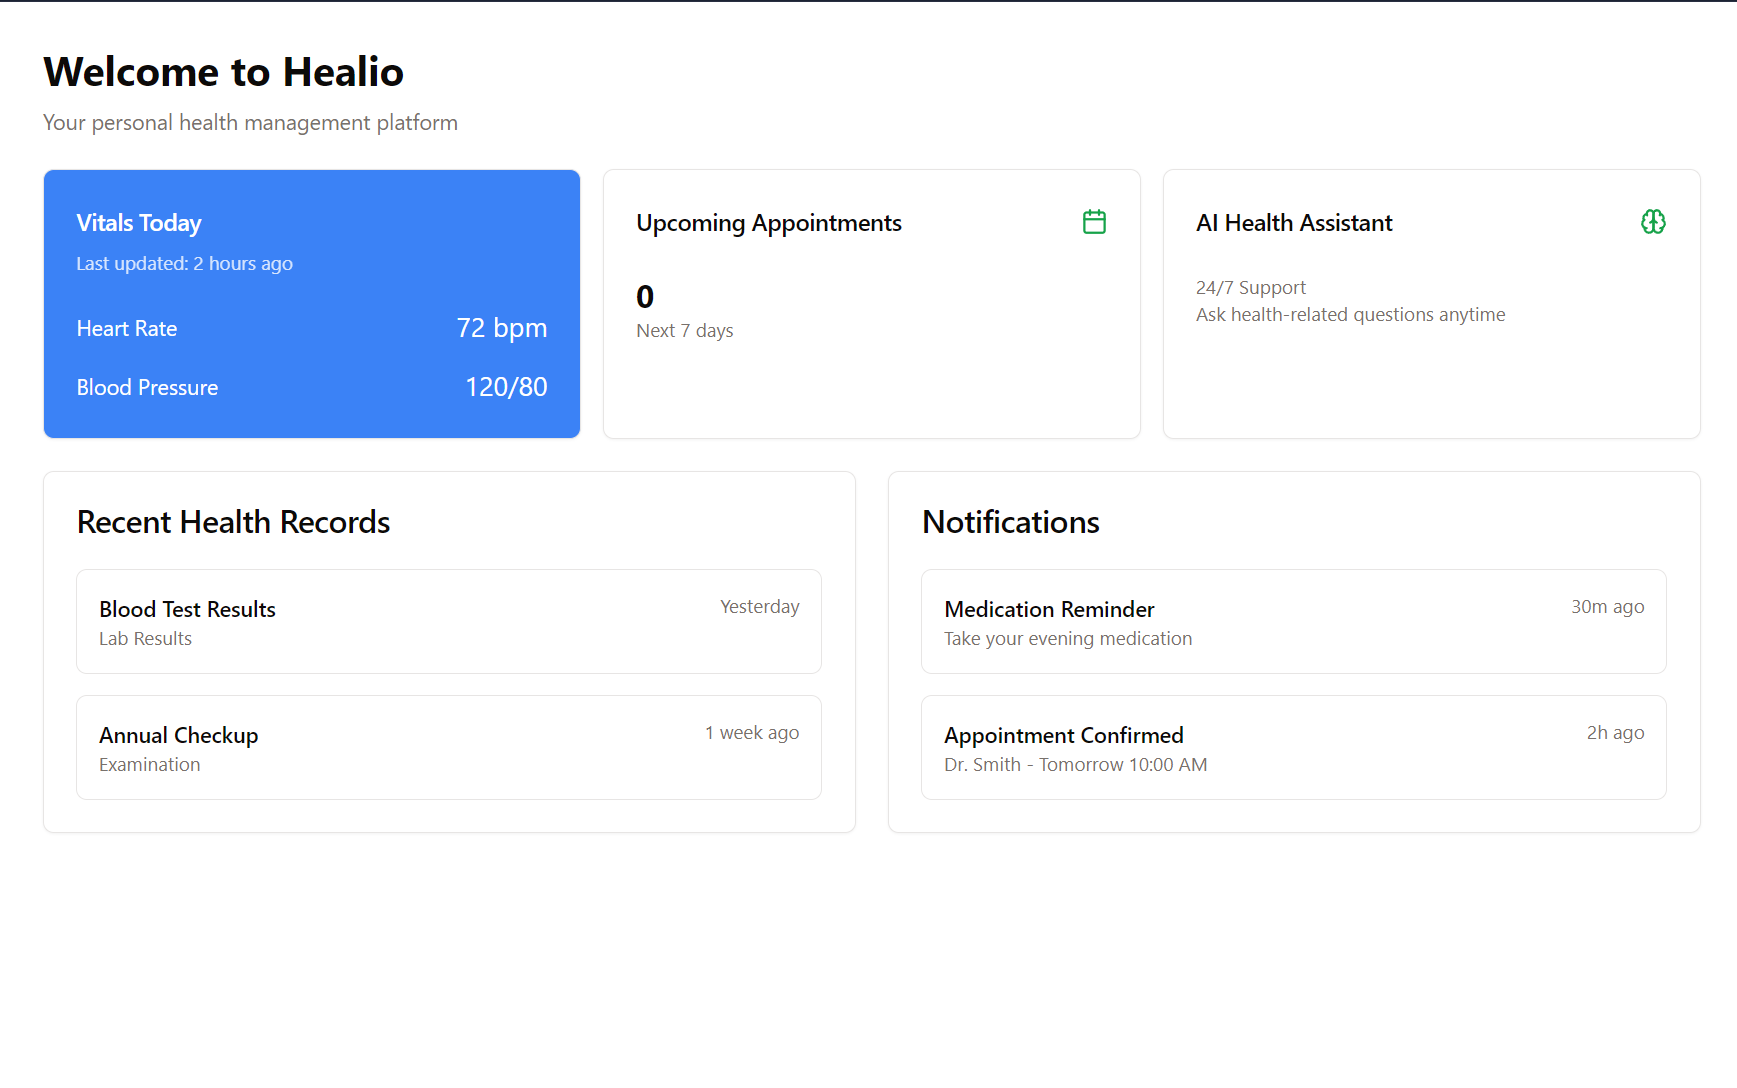 Welcome to Healio
Your personal health management platform
Vitals Today
Last updated: 2 hours ago
Heart Rate
72 bpm
Blood Pressure
120/80
Upcoming Appointments
0
Next 7 days
AI Health Assistant
24/7 Support
Ask health-related questions anytime
Recent Health Records
Blood Test Results
Yesterday
Lab Results
Annual Checkup
1 week ago
Examination
Notifications
Medication Reminder
30m ago
Take your evening medication
Appointment Confirmed
2h ago
Dr. Smith - Tomorrow 10:00 AM